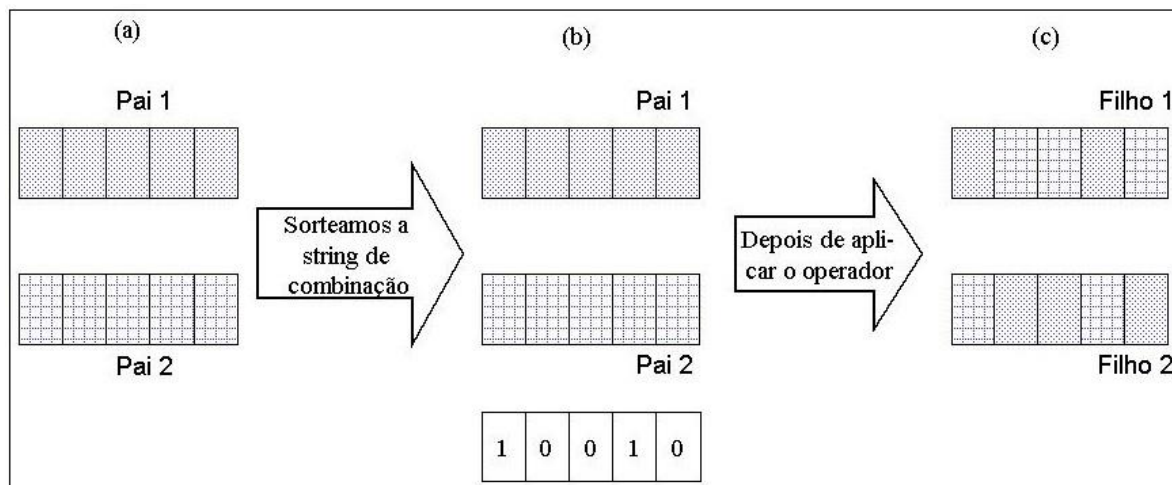 (a)
(b)
(c)
Pai 1
Pai 1
Filho 1
Sorteamos a
string de
combinação
Depois de apli-
car o operador
Pai 2
Pai 2
Filho 2
1 0 0 1 0